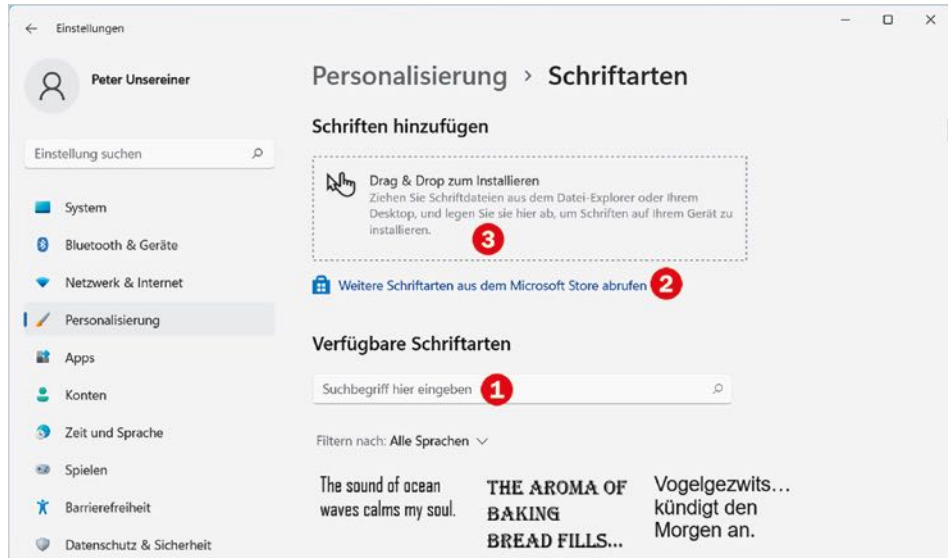 Einstellungen
Peter Unsereiner
Einstellung suchen
System
Bluetooth & Geräte
Netzwerk & Internet
Personalisierung
Apps
Konten
Zeit und Sprache
Spielen
Barrierefreiheit
Datenschutz & Sicherheit
Personalisierung > Schriftarten
Schriften hinzufügen
Drag & Drop zum Installieren
Ziehen Sie Schriftdateien aus dem Datei-Explorer oder Ihrem
Desktop, und legen Sie sie hier ab, um Schriften auf Ihrem Gerät zu
installieren.
3
Weitere Schriftarten aus dem Microsoft Store abrufen 2
Verfügbare Schriftarten
Suchbegriff hier eingeben 1
Filtern nach: Alle Sprachen
The sound of ocean
waves calms my soul.
THE AROMA OF
BAKING
BREAD FILLS...
Vogelgezwits...
kündigt den
Morgen an.